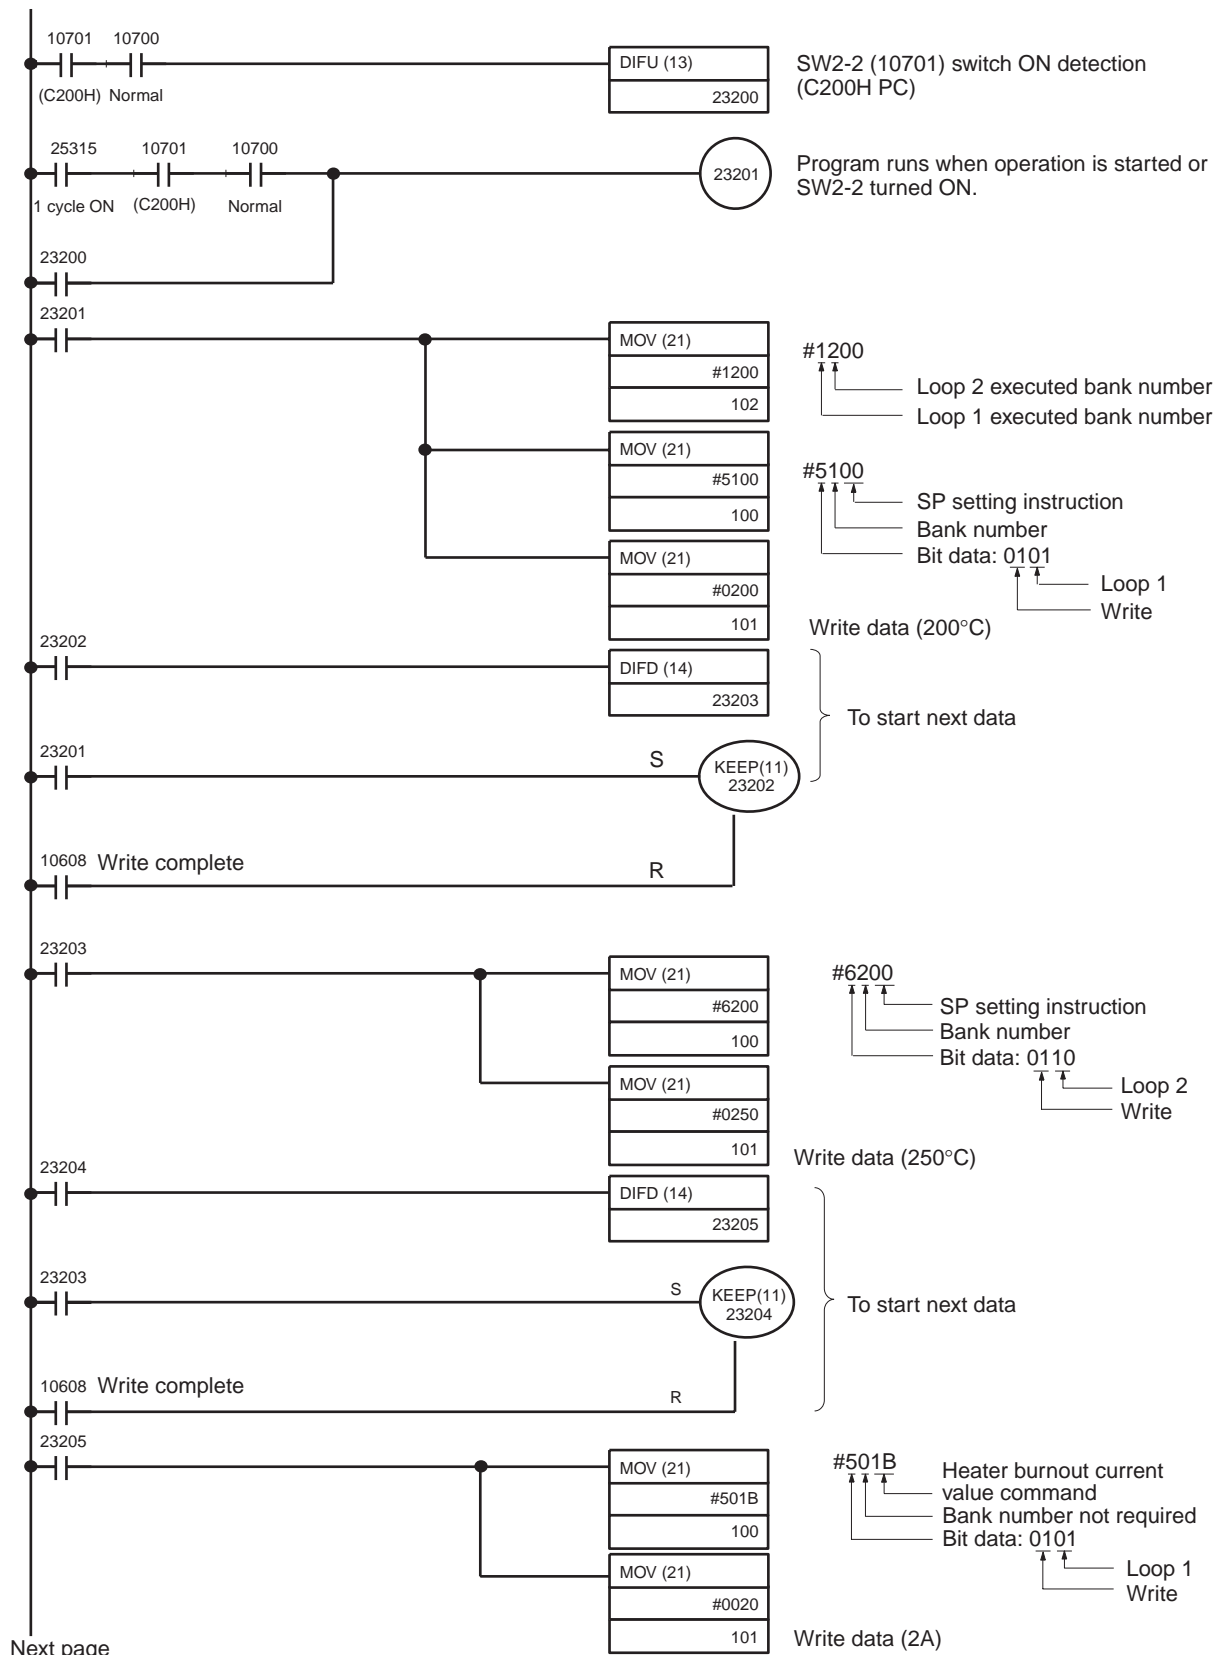 10701 10700
DIFU (13)
23200
SW2-2 (10701) switch ON detection
(C200H PC)
(C200H) Normal
25315 10701 10700
23201
Program runs when operation is started or
SW2-2 turned ON.
1 cycle ON (C200H) Normal
23200
23201
MOV (21)
#1200
102
#1200
Loop 2 executed bank number
Loop 1 executed bank number
MOV (21)
#5100
100
#5100
SP setting instruction
Bank number
Bit data: 0101
Loop 1
Write
MOV (21)
#0200
101
Write data (200°C)
23202
DIFD (14)
23203
To start next data
23201
S
KEEP(11)
23202
10608 Write complete
R
23203
MOV (21)
#6200
100
#6200
SP setting instruction
Bank number
Bit data: 0110
Loop 2
Write
MOV (21)
#0250
101
Write data (250°C)
23204
DIFD (14)
23205
23203
S
KEEP(11)
23204
To start next data
10608 Write complete
R
23205
MOV (21)
#501B
100
#501B
Heater burnout current
value command
Bank number not required
Bit data: 0101
Loop 1
Write
MOV (21)
#0020
101
Write data (2A)
Next page